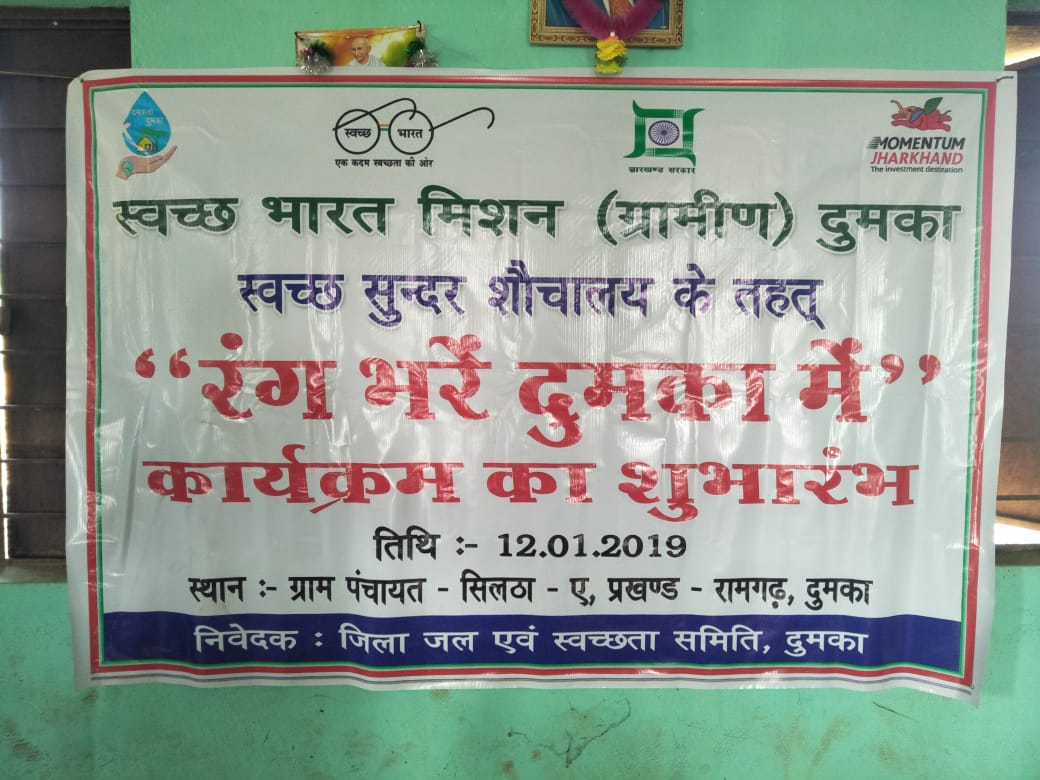 स्वच्छ भारत
एक कदम स्वच्छता की ओर
झारखण्ड सरकार
MOMENTUM
JHARKHAND
The investment destination
स्वच्छ भारत मिशन (ग्रामीण) दुमका
स्वच्छ सुन्दर शौचालय के तहत्
“रंग भरें दुमका में”
कार्यक्रम का शुभारंभ
तिथि :- 12.01.2019
स्थान :- ग्राम पंचायत - सिलठा - ए, प्रखण्ड - रामगढ़, दुमका
निवेदक : जिला जल एवं स्वच्छता समिति, दुमका